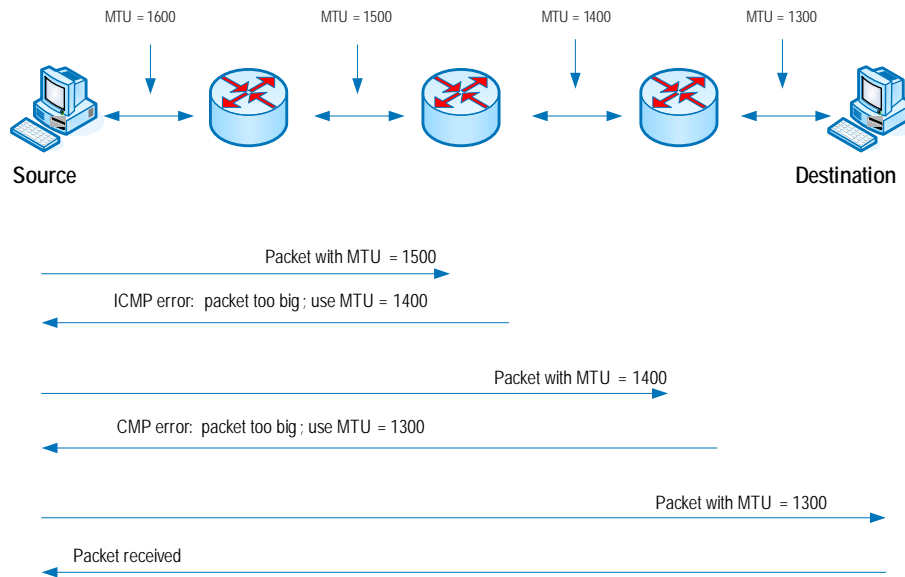 MTU = 1600
MTU = 1500
MTU = 1400
MTU = 1300
Source
Destination
Packet with MTU = 1500
ICMP error: packet too big ; use MTU = 1400
Packet with MTU = 1400
CMP error: packet too big ; use MTU = 1300
Packet with MTU = 1300
Packet received